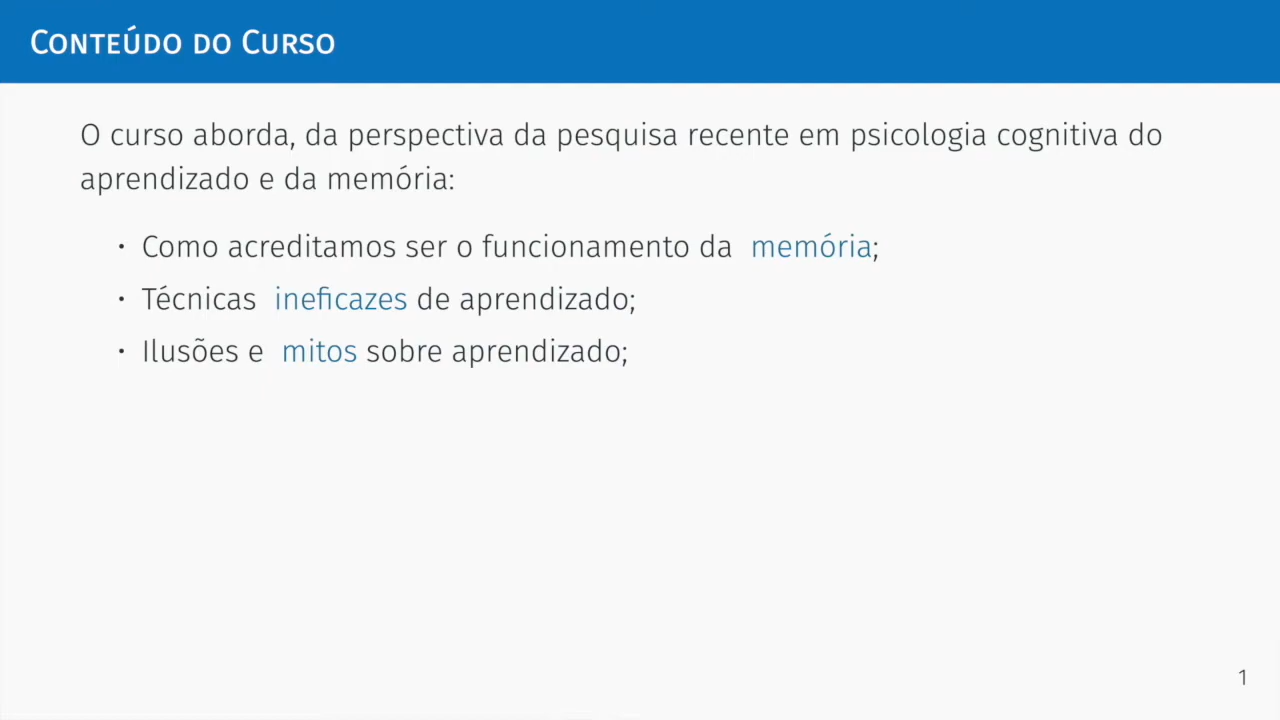 Conteúdo do Curso
O curso aborda, da perspectiva da pesquisa recente em psicologia cognitiva do
aprendizado e da memória:
• Como acreditamos ser o funcionamento da memória;
• Técnicas ineficazes de aprendizado;
• Ilusões e mitos sobre aprendizado;
1